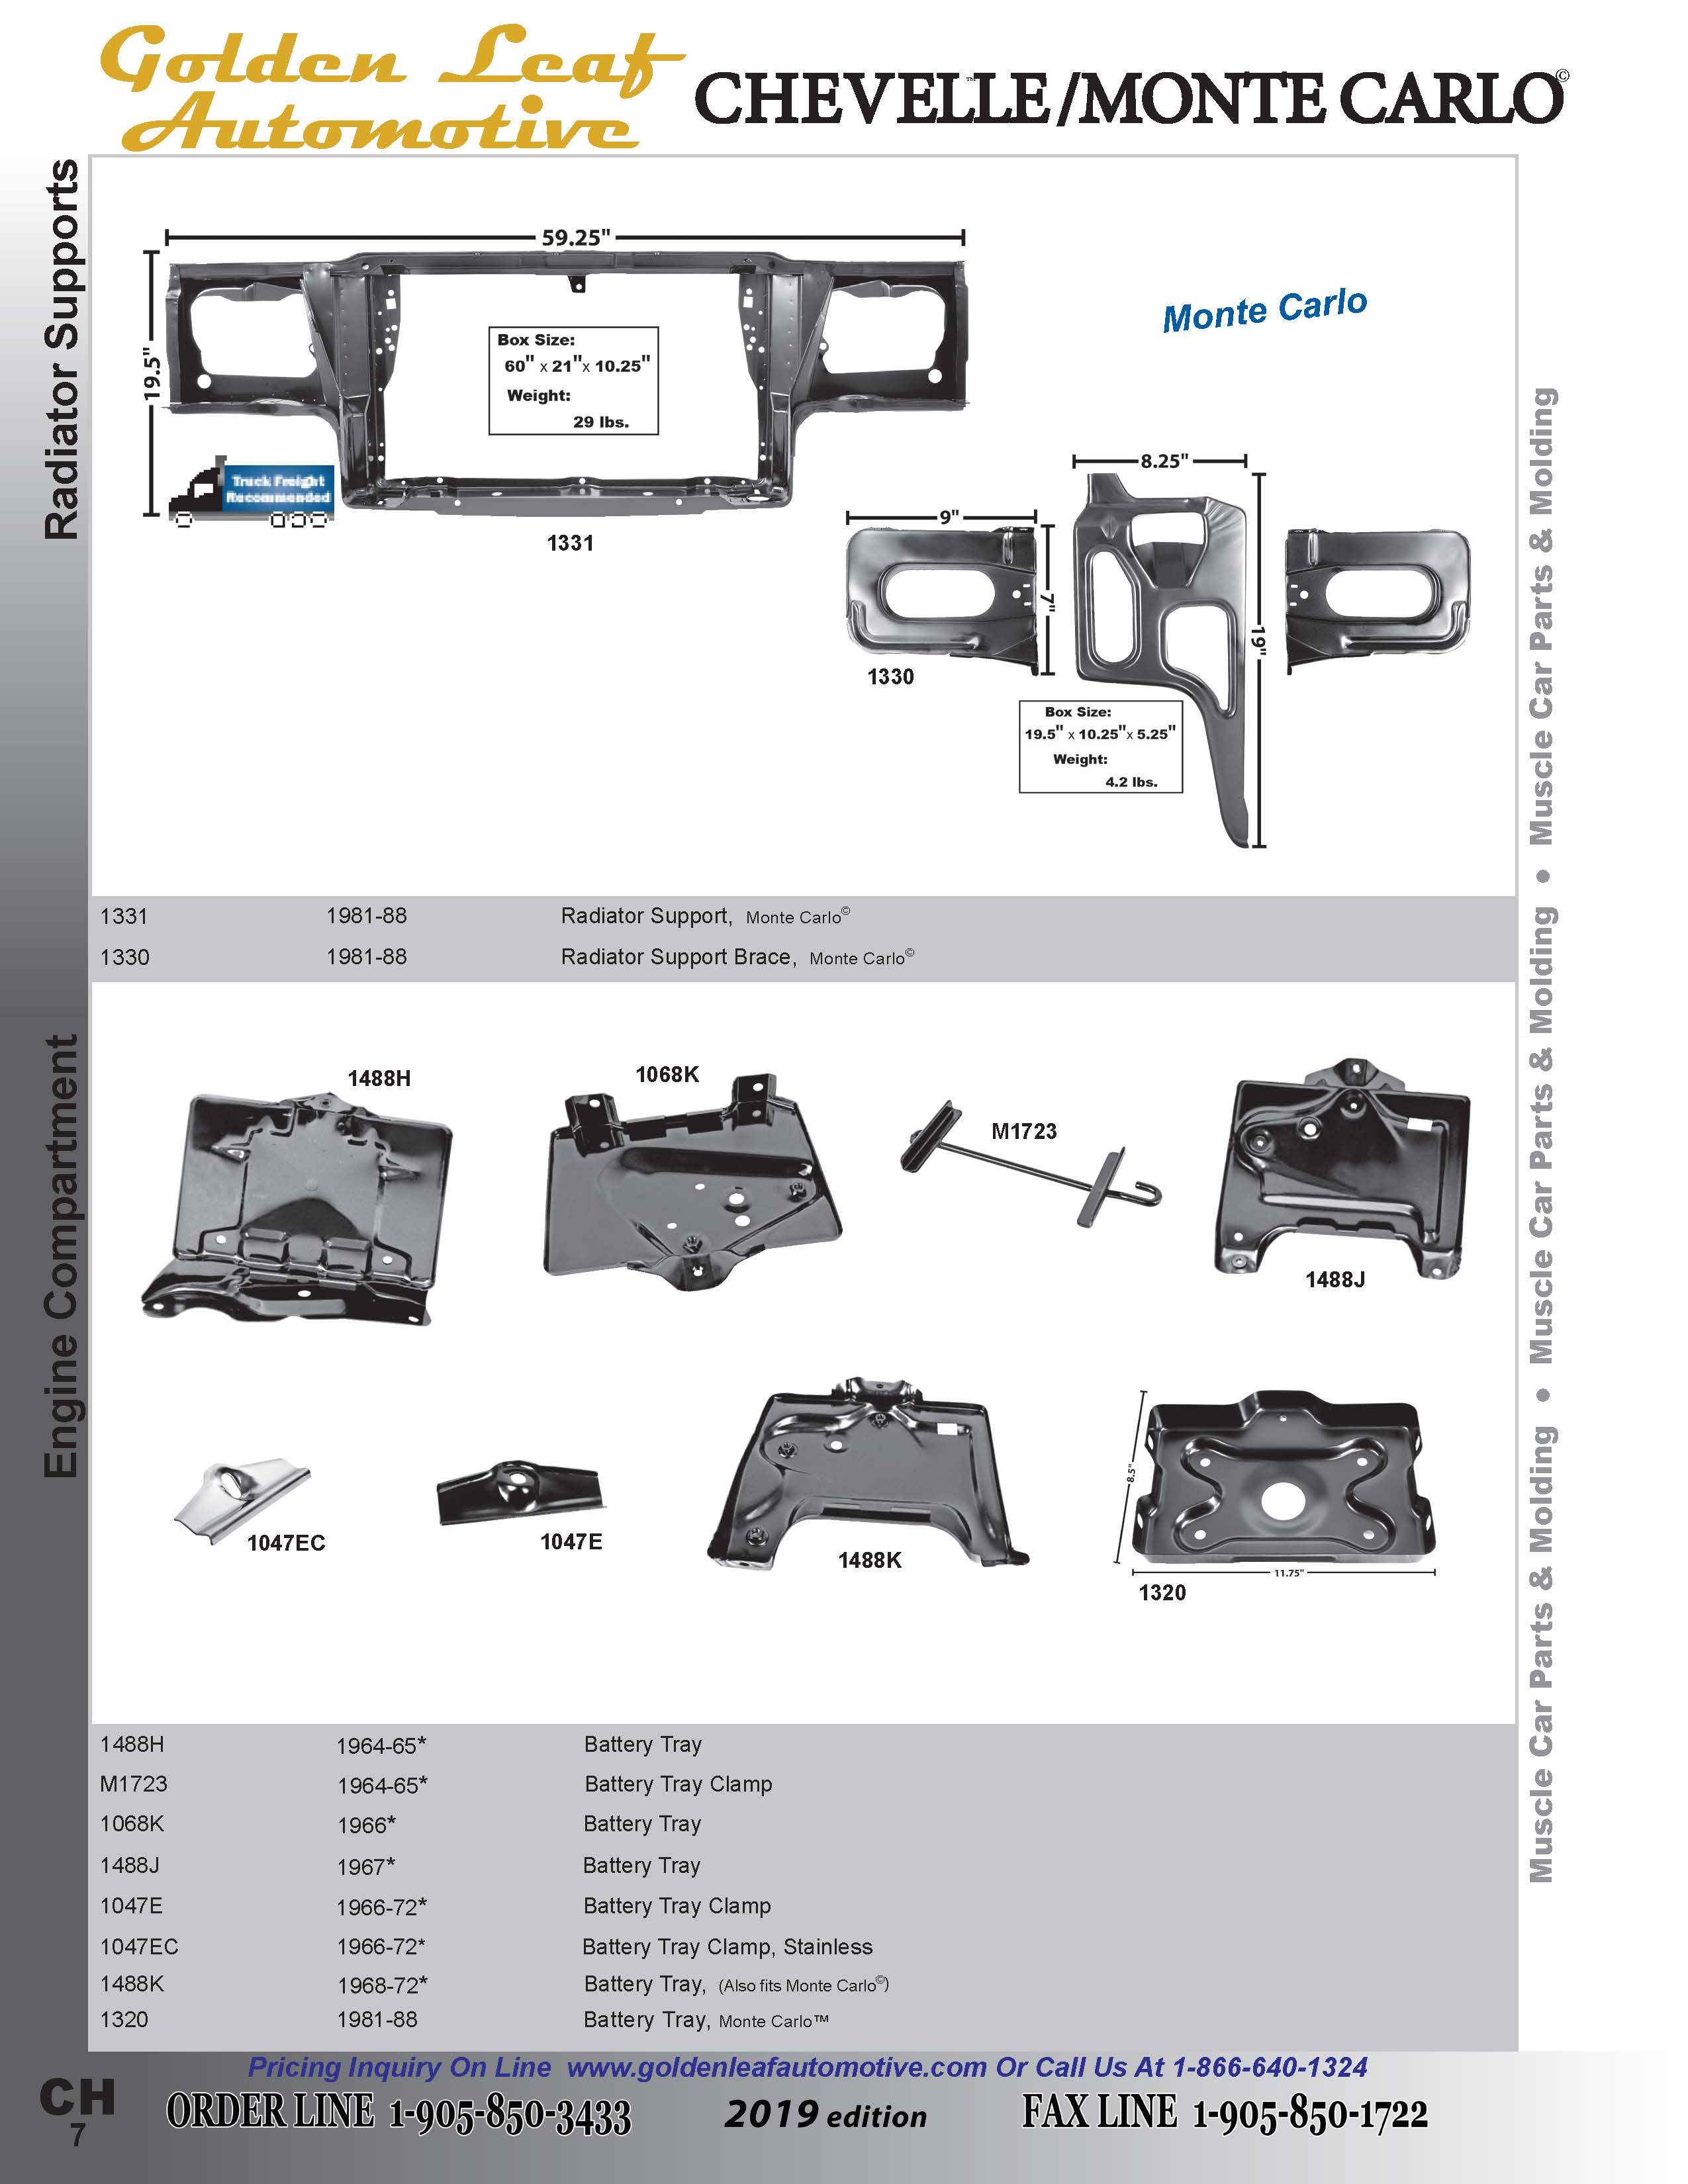 Golden Leaf
Automotive
CHEVELLE™/MONTE CARLO©
Radiator Supports
59.25"
19.5"
Box Size:
60" x 21" x 10.25"
Weight:
29 lbs.
Truck Freight
Recommended
1331
Monte Carlo
8.25"
9"
7"
19"
1330
Box Size:
19.5" x 10.25" x 5.25"
Weight:
4.2 lbs.
1331 1981-88 Radiator Support, Monte Carlo©
1330 1981-88 Radiator Support Brace, Monte Carlo©
Engine Compartment
1488H
1068K
M1723
1488J
1047EC
1047E
1488K
8.5"
11.75"
1320
1488H 1964-65* Battery Tray
M1723 1964-65* Battery Tray Clamp
1068K 1966* Battery Tray
1488J 1967* Battery Tray
1047E 1966-72* Battery Tray Clamp
1047EC 1966-72* Battery Tray Clamp, Stainless
1488K 1968-72* Battery Tray, (Also fits Monte Carlo©)
1320 1981-88 Battery Tray, Monte Carlo™
Muscle Car Parts & Molding • Muscle Car Parts & Molding • Muscle Car Parts & Molding
Pricing Inquiry On Line www.goldenleafautomotive.com Or Call Us At 1-866-640-1324
CH
7
ORDER LINE 1-905-850-3433
2019 edition
FAX LINE 1-905-850-1722